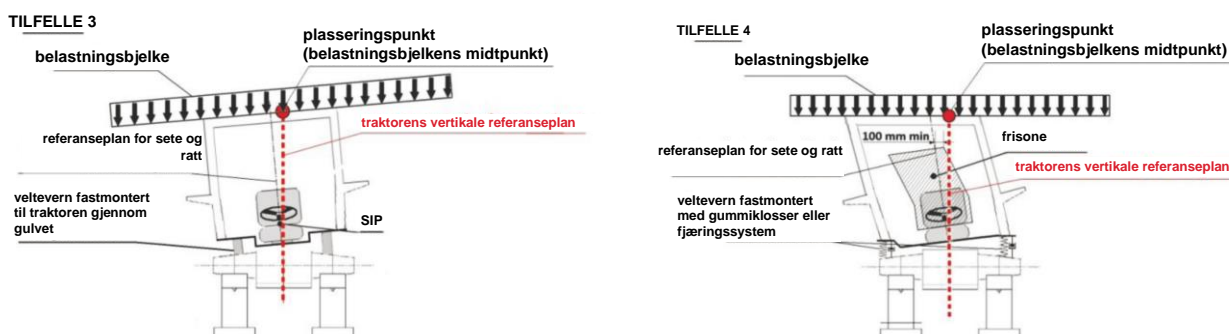 TILFELLE 3
plasseringspunkt
(belastningsbjelkens midtpunkt)
belastningsbjelke
traktorens vertikale referanseplan
referanseplan for sete og
ratt
veltevern fastmontert
til traktoren gjennom
gulvet
SIP
TILFELLE 4
plasseringspunkt
(belastningsbjelkens midtpunkt)
belastningsbjelke
100 mm min
frisone
referanseplan for sete og ratt
traktorens vertikale referanseplan
veltevern fastmontert
med gummiklosser eller
fjæringssystem